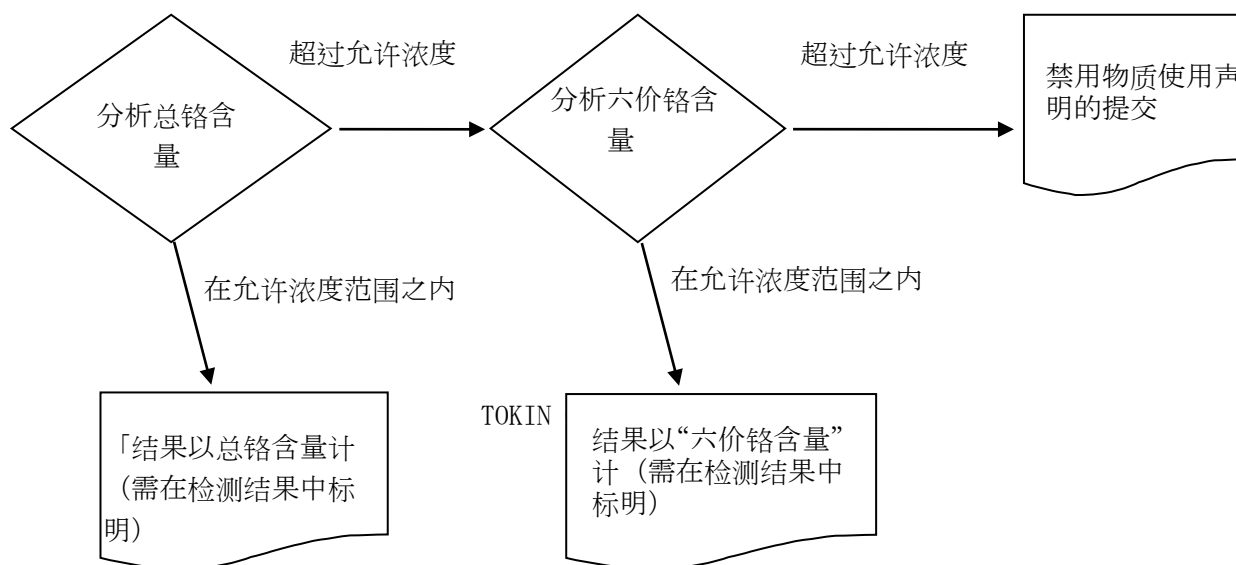 超过允许浓度
超过允许浓度
分析总铬含
量
分析六价铬含
量
禁用物质使用声
明的提交
在允许浓度范围之内
在允许浓度范围之内
「结果以总铬含量计
（需在检测结果中标
明）
TOKIN
结果以“六价铬含量”
计（需在检测结果中
标明）